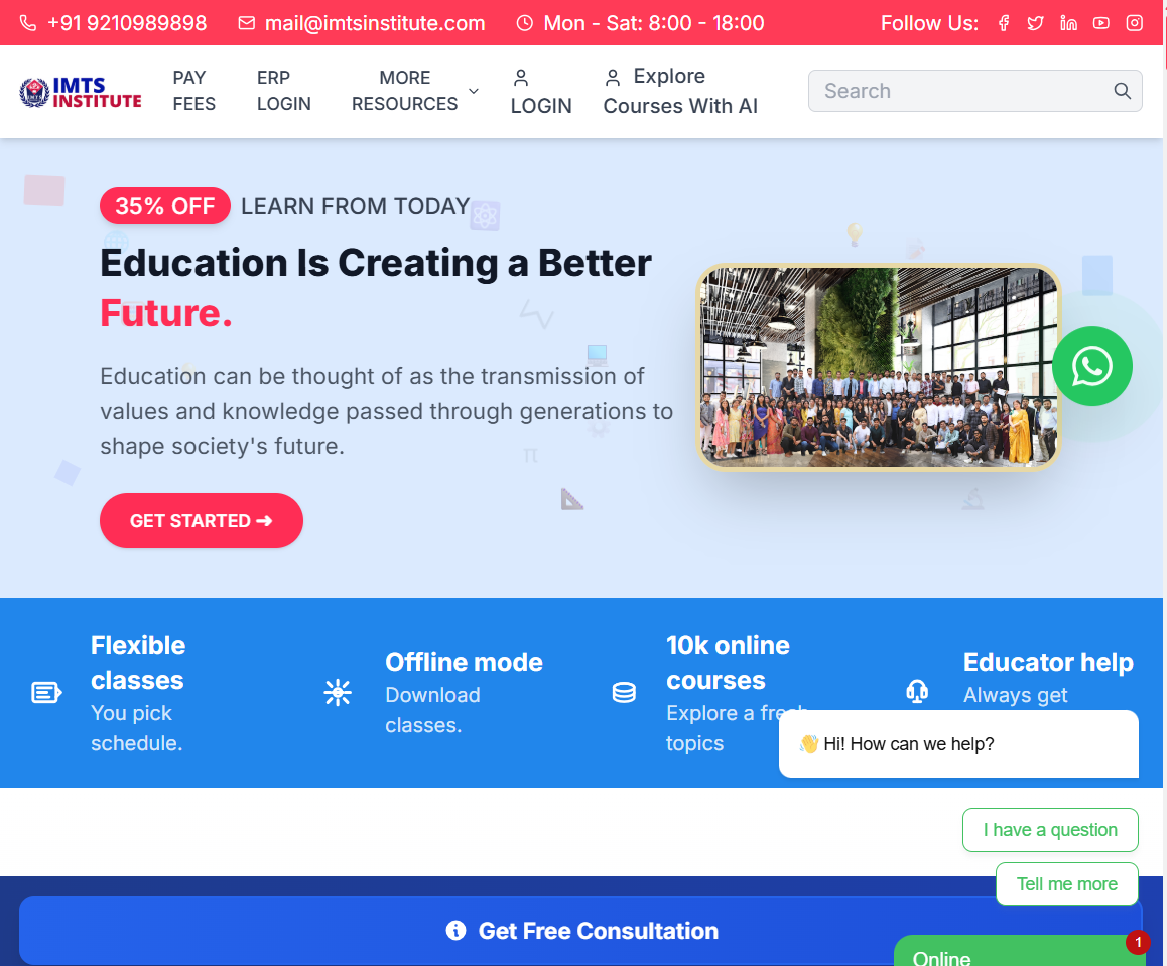 +91 9210989898 mail@imtsinstitute.com Mon - Sat: 8:00 - 18:00 Follow Us:
IMTS
INSTITUTE
PAY
FEES
ERP
LOGIN
MORE
RESOURCES
LOGIN
Explore
Courses With AI
Search
35% OFF LEARN FROM TODAY
Education Is Creating a Better
Future.
Education can be thought of as the transmission of
values and knowledge passed through generations to
shape society's future.
GET STARTED ➔
Flexible
classes
You pick
schedule.
Offline mode
Download
classes.
10k online
courses
Explore a fresh
topics
Educator help
Always get
👋 Hi! How can we help?
I have a question
Tell me more
Get Free Consultation
Online
1
π